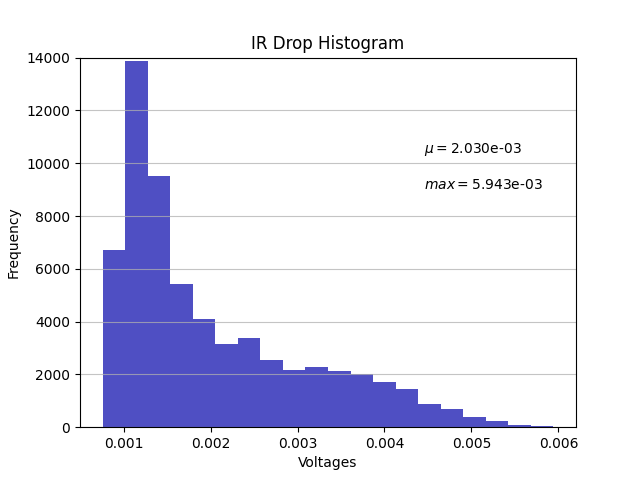 IR Drop Histogram
14000
12000
10000
8000
6000
4000
2000
0
Frequency
μ = 2.030e-03
max = 5.943e-03
0.001 0.002 0.003 0.004 0.005 0.006
Voltages